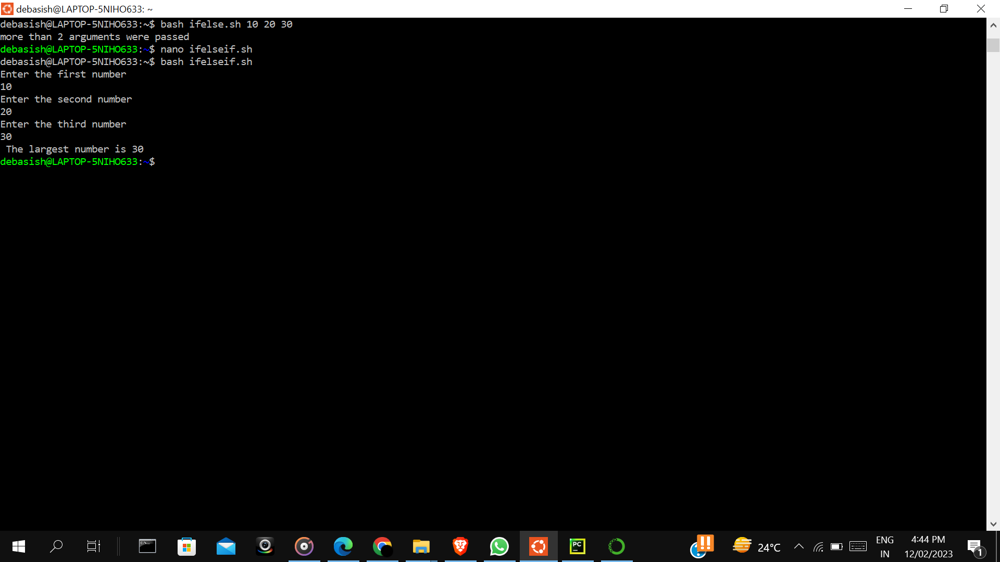 debasish@LAPTOP-5NIHO633: ~
debasish@LAPTOP-5NIHO633:~$ bash ifelse.sh 10 20 30
more than 2 arguments were passed
debasish@LAPTOP-5NIHO633:~$ nano ifelseif.sh
debasish@LAPTOP-5NIHO633:~$ bash ifelseif.sh
Enter the first number
10
Enter the second number
20
Enter the third number
30
 The largest number is 30
debasish@LAPTOP-5NIHO633:~$
PC
24°C
ENG
IN
4:44 PM
12/02/2023
1